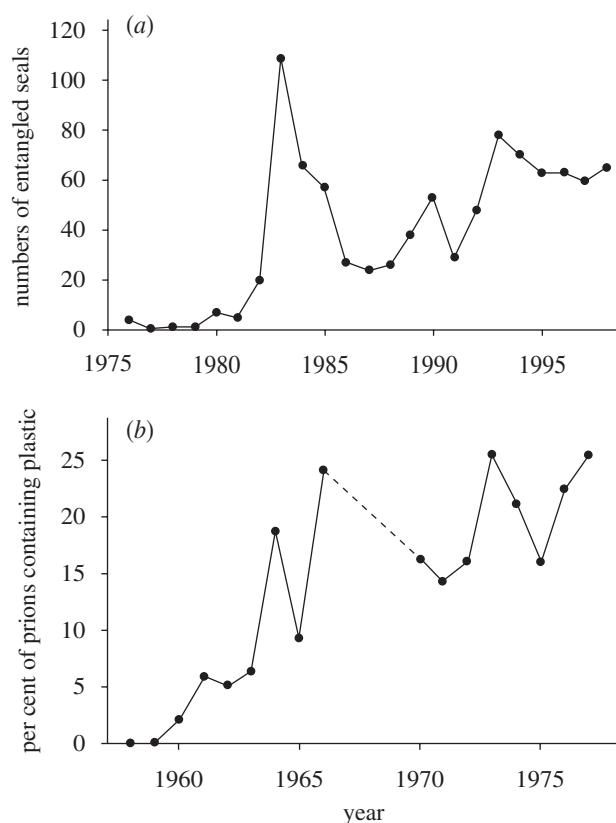 (a)
120
100
80
60
40
20
0
numbers of entangled seals
1975 1980 1985 1990 1995
(b)
25
20
15
10
5
0
per cent of prions containing plastic
1960 1965 1970 1975
year